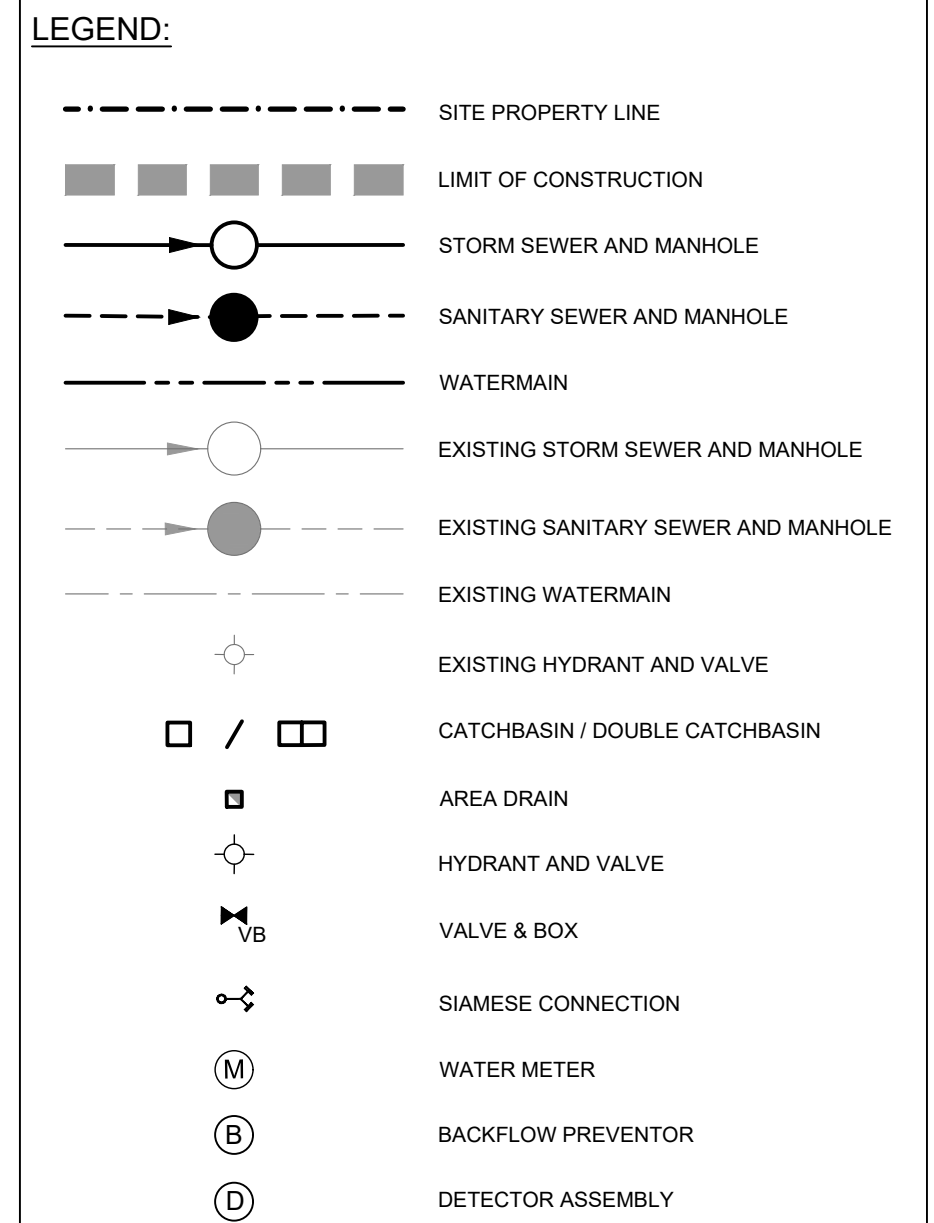 LEGEND:
SITE PROPERTY LINE
LIMIT OF CONSTRUCTION
STORM SEWER AND MANHOLE
SANITARY SEWER AND MANHOLE
WATERMAIN
EXISTING STORM SEWER AND MANHOLE
EXISTING SANITARY SEWER AND MANHOLE
EXISTING WATERMAIN
EXISTING HYDRANT AND VALVE
CATCHBASIN / DOUBLE CATCHBASIN
AREA DRAIN
HYDRANT AND VALVE
VB VALVE & BOX
SIAMESE CONNECTION
M WATER METER
B BACKFLOW PREVENTOR
D DETECTOR ASSEMBLY